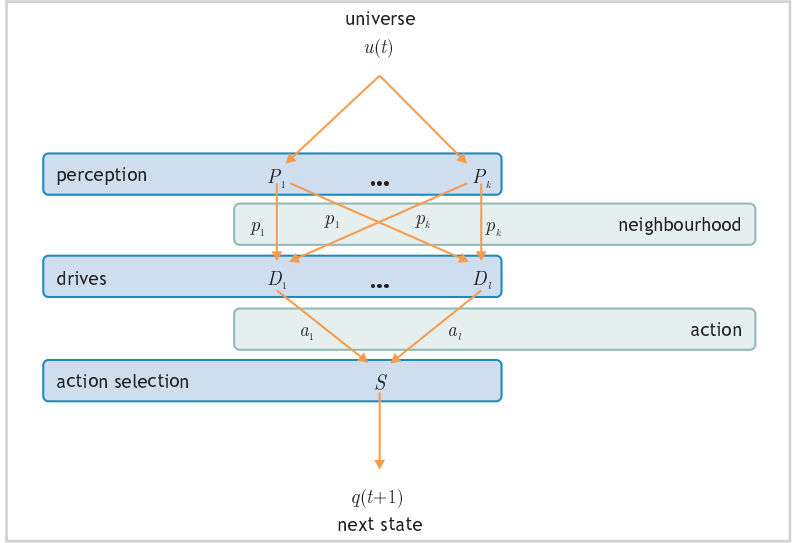 universe
u(t)
perception P₁ ... Pₖ
p₁ p₁ pₖ pₖ neighbourhood
drives D₁ ... Dₗ
a₁ aₗ action
action selection S
q(t+1)
next state